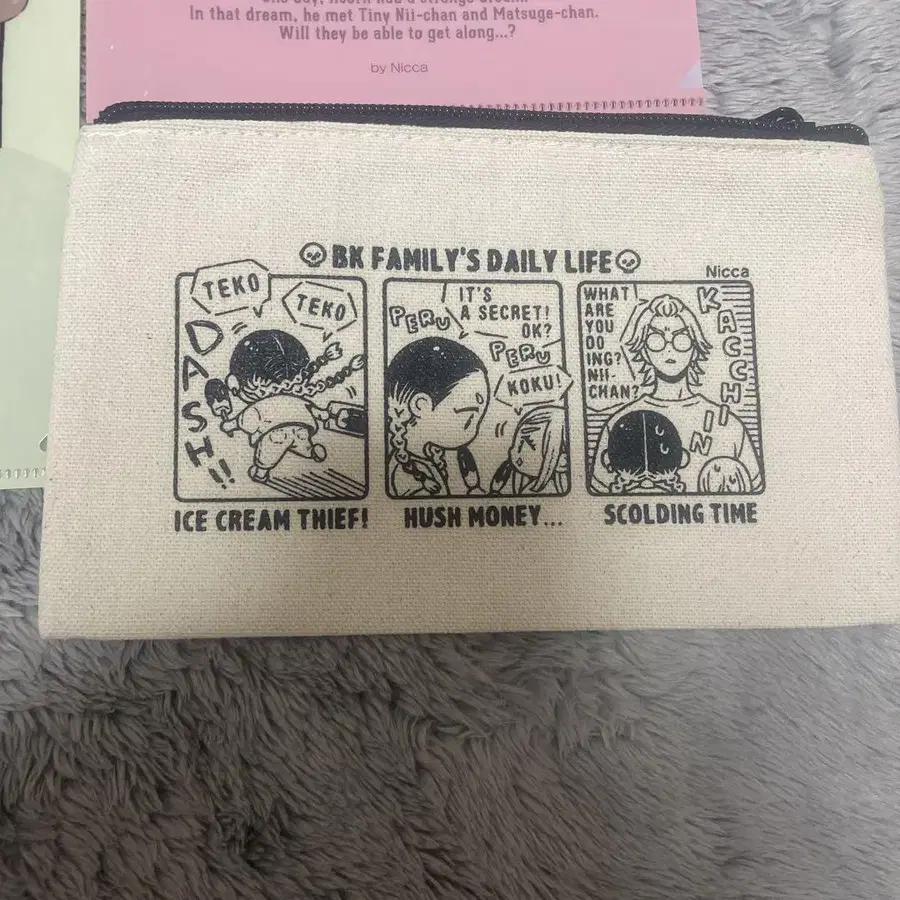 In that dream, he met Tiny Nii-chan and Matsuge-chan.
Will they be able to get along...?
by Nicca
BK FAMILY'S DAILY LIFE
Nicca
TEKO
TEKO
DASH!!
ICE CREAM THIEF!
IT'S
A SECRET!
OK?
PERU
PERU
KOKU!
HUSH MONEY...
WHAT
ARE
YOU
DO
ING?
NII-
CHAN?
KACCHIIN
SCOLDING TIME